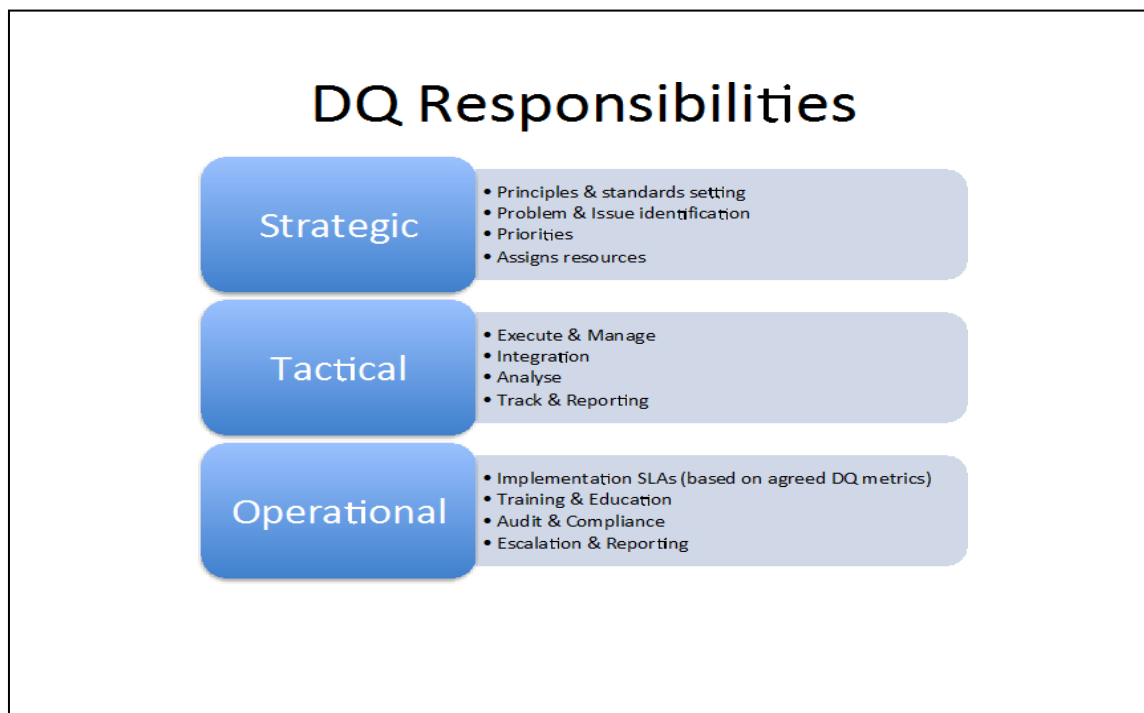 DQ Responsibilities
Strategic
• Principles & standards setting
• Problem & Issue identification
• Priorities
• Assigns resources
Tactical
• Execute & Manage
• Integration
• Analyse
• Track & Reporting
Operational
• Implementation SLAs (based on agreed DQ metrics)
• Training & Education
• Audit & Compliance
• Escalation & Reporting